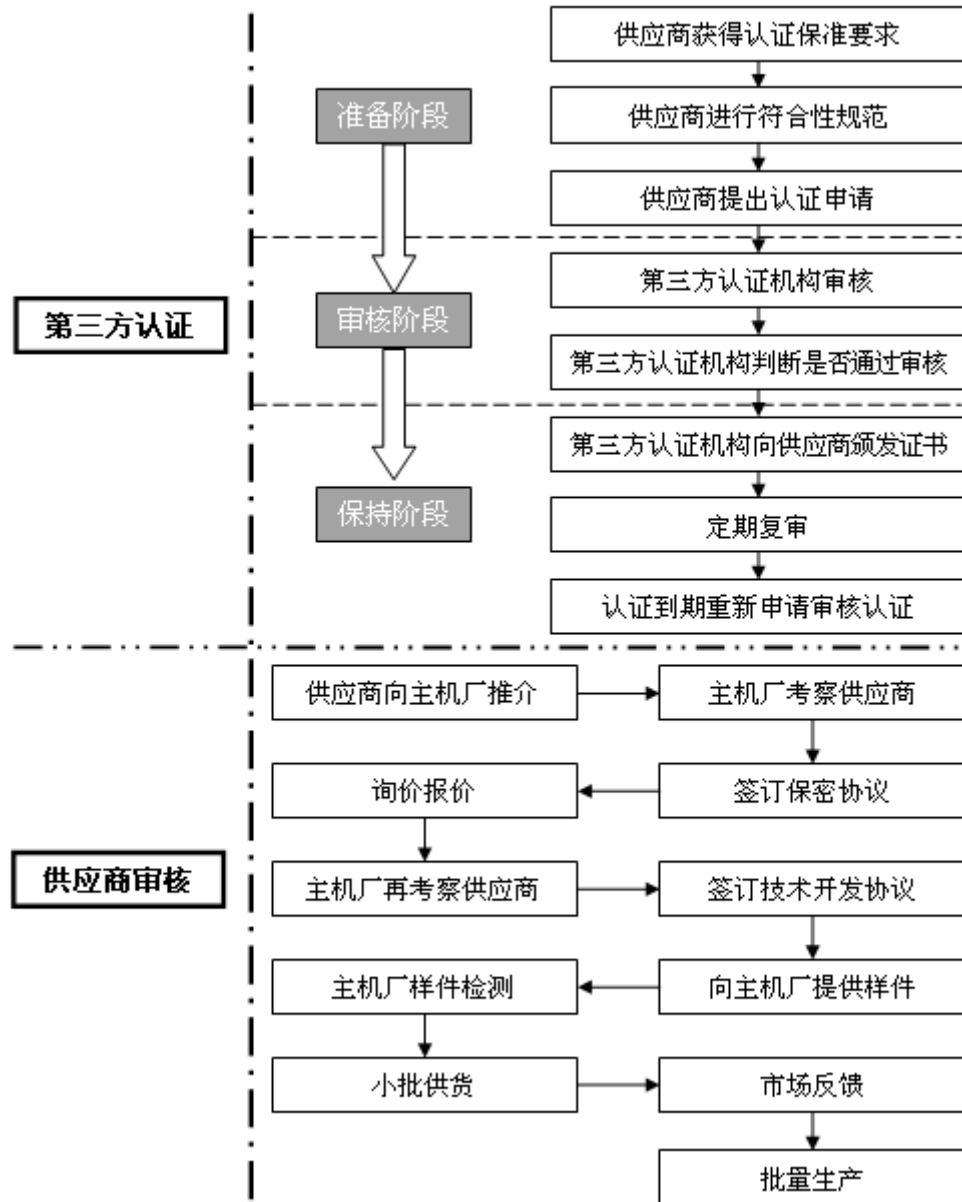 供应商获得认证保准要求
准备阶段
供应商进行符合性规范
供应商提出认证申请
第三方认证
审核阶段
第三方认证机构审核
第三方认证机构判断是否通过审核
第三方认证机构向供应商颁发证书
保持阶段
定期复审
认证到期重新申请审核认证
供应商审核
供应商向主机厂推介
主机厂考察供应商
签订保密协议
询价报价
主机厂再考察供应商
签订技术开发协议
向主机厂提供样件
主机厂样件检测
小批供货
市场反馈
批量生产